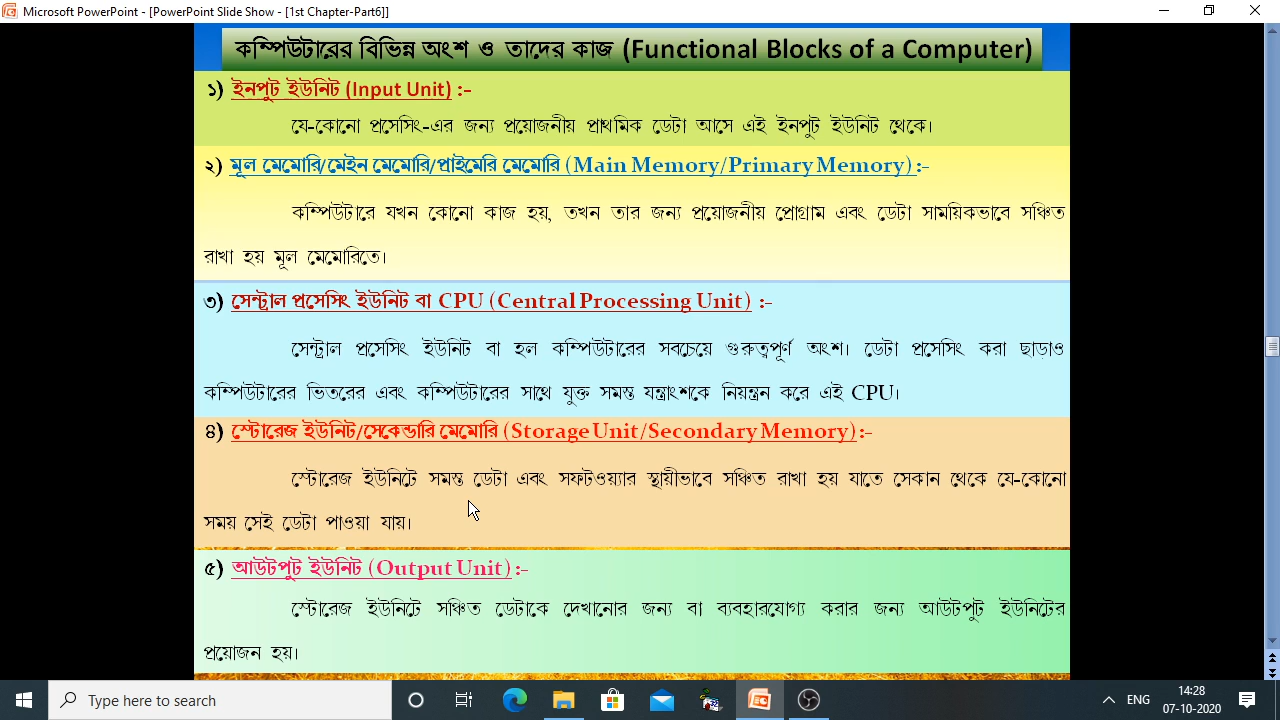 Microsoft PowerPoint - [PowerPoint Slide Show - [1st Chapter-Part6]]
কম্পিউটারের বিভিন্ন অংশ ও তাদের কাজ (Functional Blocks of a Computer)
১) ইনপুট ইউনিট (Input Unit) :-
যে-কোনো প্রসেসিং-এর জন্য প্রয়োজনীয় প্রাথমিক ডেটা আসে এই ইনপুট ইউনিট থেকে।
২) মূল মেমোরি/মেইন মেমোরি/প্রাইমেরি মেমোরি (Main Memory/Primary Memory) :-
কম্পিউটারে যখন কোনো কাজ হয়, তখন তার জন্য প্রয়োজনীয় প্রোগ্রাম এবং ডেটা সাময়িকভাবে সঞ্চিত
রাখা হয় মূল মেমোরিতে।
৩) সেন্ট্রাল প্রসেসিং ইউনিট বা CPU (Central Processing Unit) :-
সেন্ট্রাল প্রসেসিং ইউনিট বা হল কম্পিউটারের সবচেয়ে গুরুত্বপূর্ণ অংশ। ডেটা প্রসেসিং করা ছাড়াও
কম্পিউটারের ভিতরের এবং কম্পিউটারের সাথে যুক্ত সমস্ত যন্ত্রাংশকে নিয়ন্ত্রন করে এই CPU।
৪) স্টোরেজ ইউনিট/সেকেন্ডারি মেমোরি (Storage Unit/Secondary Memory) :-
স্টোরেজ ইউনিটে সমস্ত ডেটা এবং সফটওয়্যার স্থায়ীভাবে সঞ্চিত রাখা হয় যাতে সেকান থেকে যে-কোনো
সময় সেই ডেটা পাওয়া যায়।
৫) আউটপুট ইউনিট (Output Unit) :-
স্টোরেজ ইউনিটে সঞ্চিত ডেটাকে দেখানোর জন্য বা ব্যবহারযোগ্য করার জন্য আউটপুট ইউনিটের
প্রয়োজন হয়।
Type here to search
ENG
14:28
07-10-2020